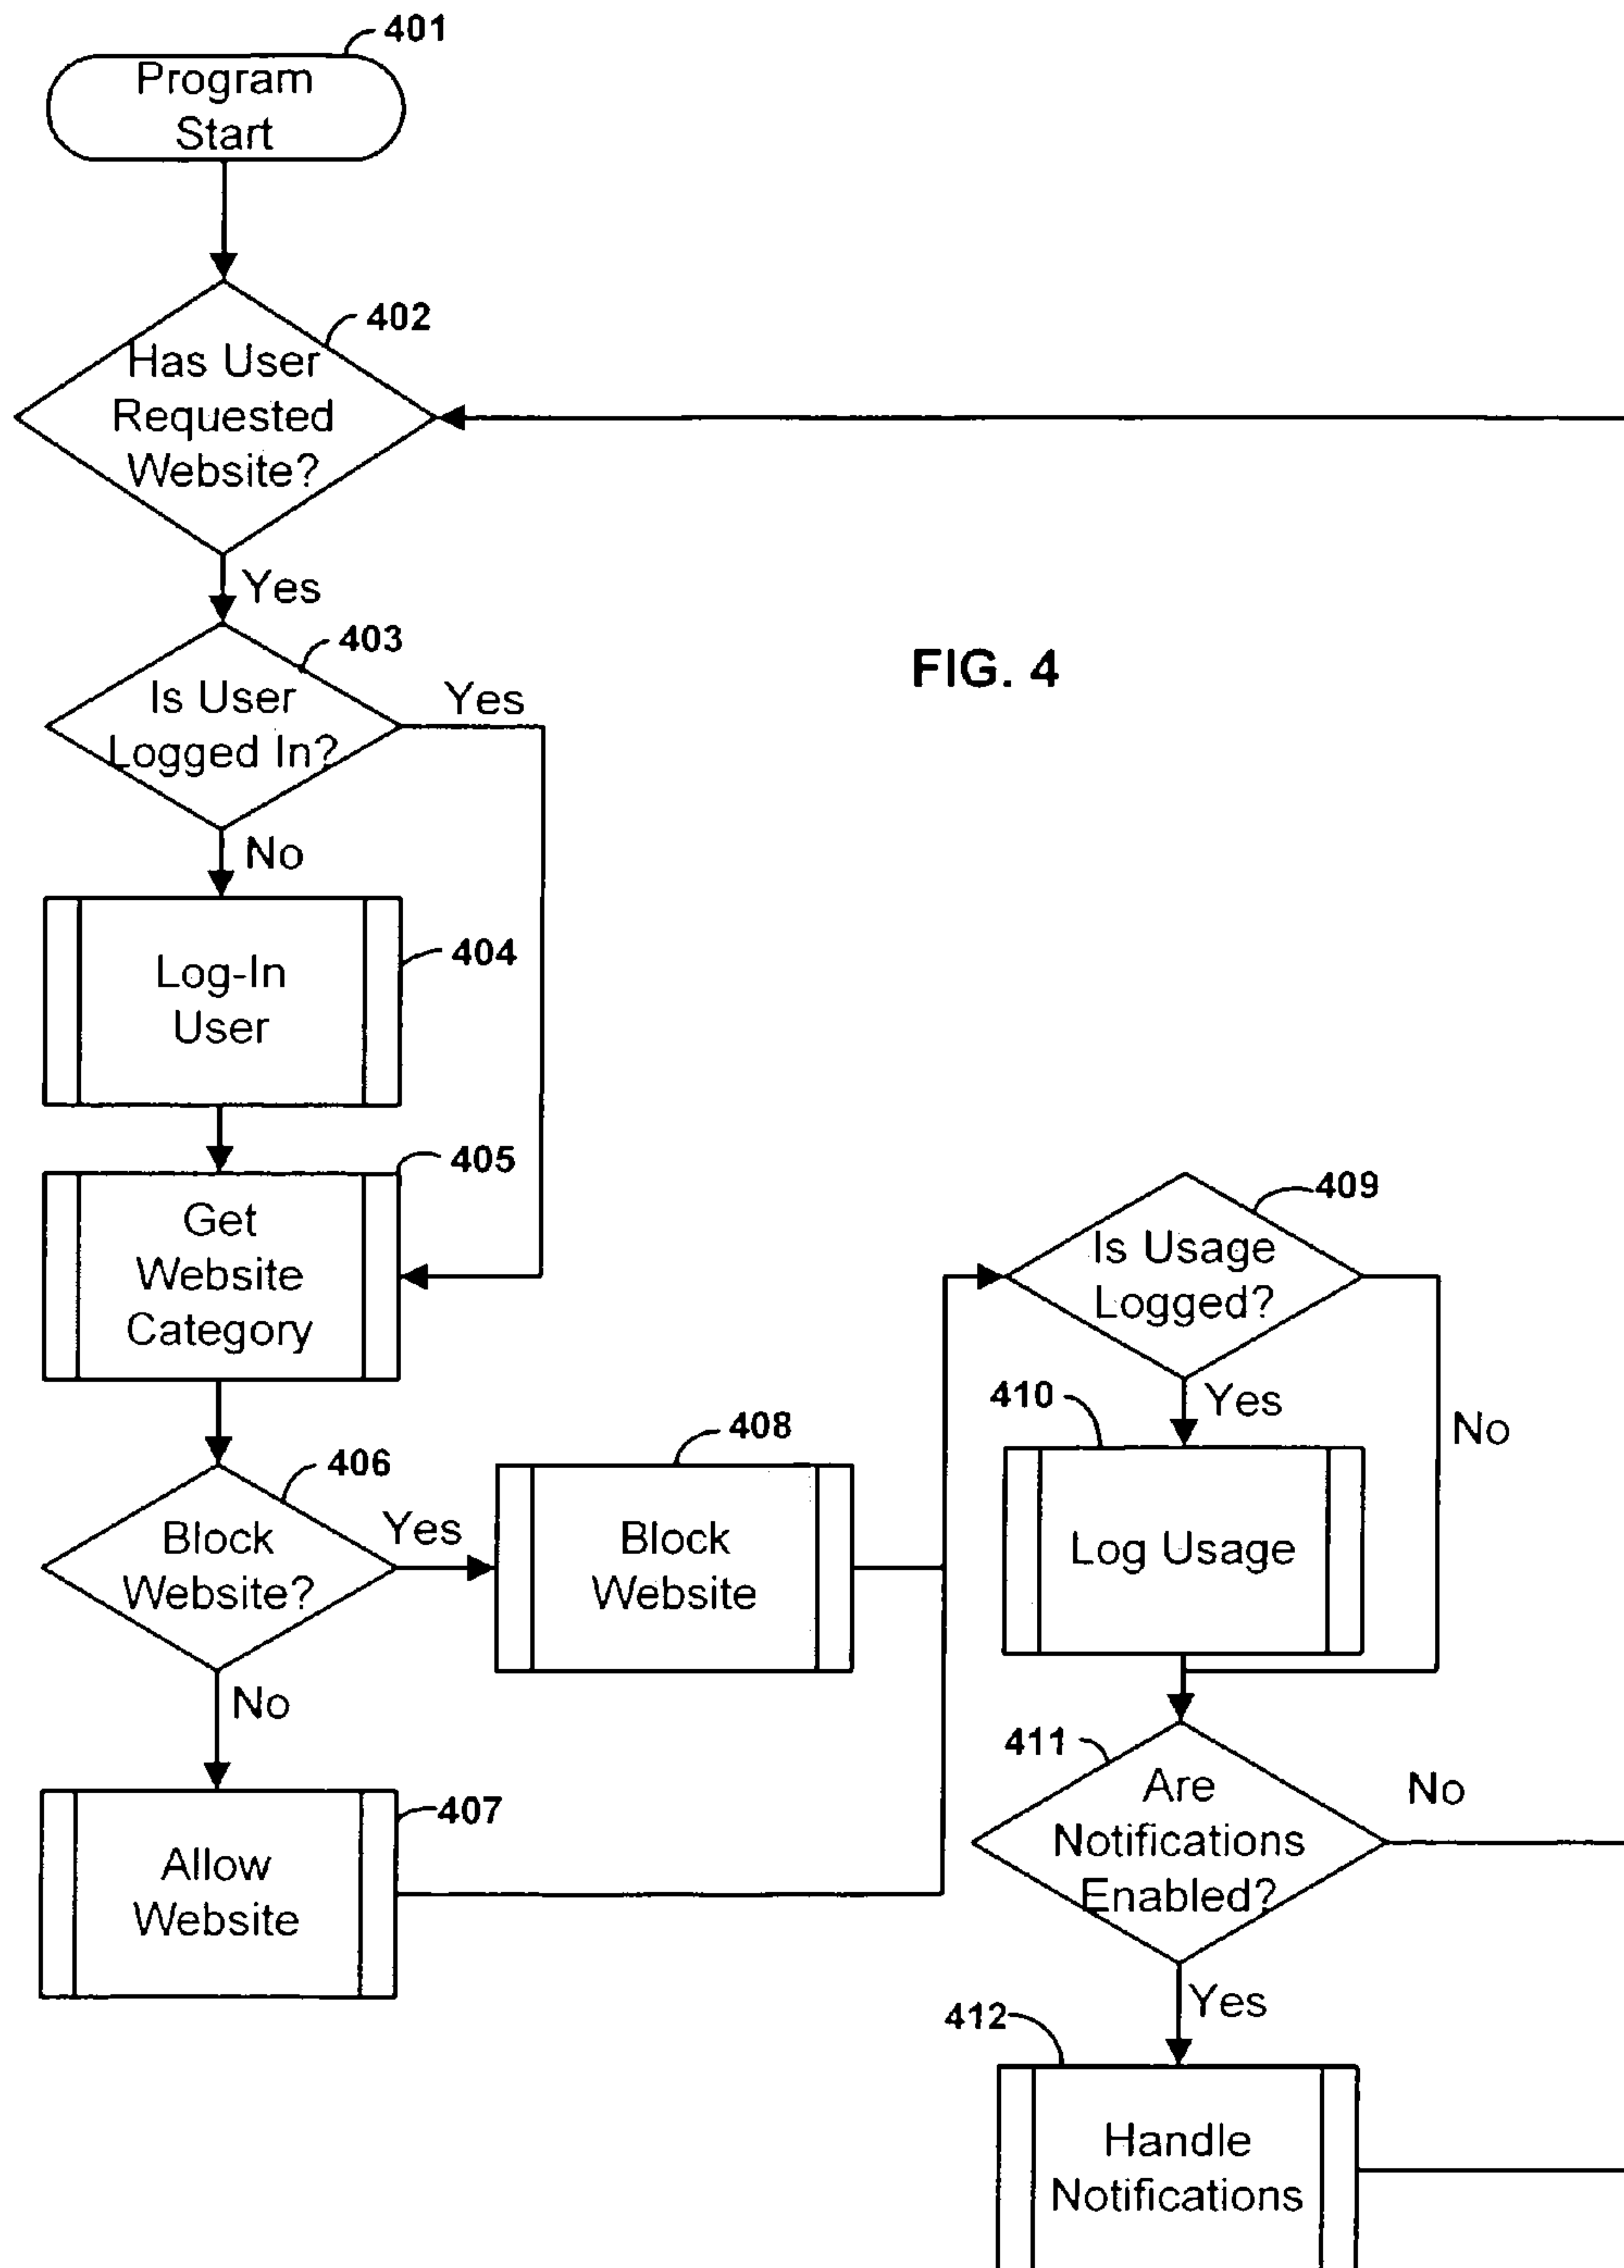 401
Program
Start
402
Has User
Requested
Website?
Yes
403
Is User
Logged In?
Yes
No
FIG. 4
404
Log-In
User
405
Get
Website
Category
406
Block
Website?
Yes
No
408
Block
Website
407
Allow
Website
409
Is Usage
Logged?
Yes
No
410
Log Usage
411
Are
Notifications
Enabled?
No
Yes
412
Handle
Notifications